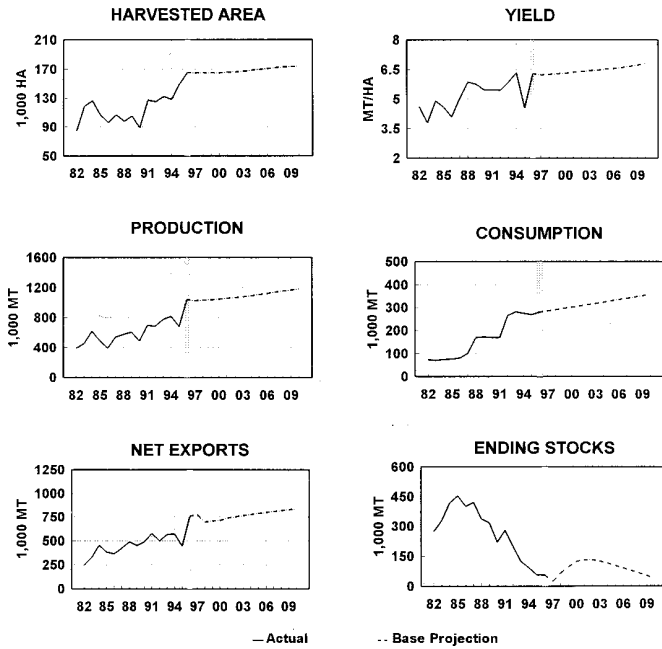 HARVESTED AREA
1,000 HA
210
170
130
90
50
82 85 88 91 94 97 00 03 06 09
YIELD
MT/HA
8
6.5
5
3.5
2
82 85 88 91 94 97 00 03 06 09
PRODUCTION
1,000 MT
1600
1200
800
400
0
82 85 88 91 94 97 00 03 06 09
CONSUMPTION
1,000 MT
500
400
300
200
100
0
82 85 88 91 94 97 00 03 06 09
NET EXPORTS
1,000 MT
1250
1000
750
500
250
0
82 85 88 91 94 97 00 03 06 09
ENDING STOCKS
1,000 MT
600
450
300
150
0
82 85 88 91 94 97 00 03 06 09
— Actual
-- Base Projection